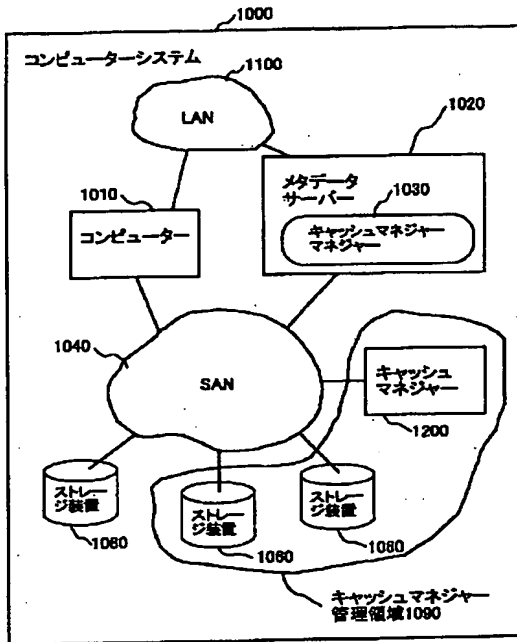 1000
コンピューターシステム
1100
LAN
1020
1010
コンピューター
メタデータ
サーバー
1030
キャッシュマネジャー
マネジャー
1040
SAN
キャッシュ
マネジャー
1200
ストレー
ジ装置
1060
ストレー
ジ装置
1060
ストレー
ジ装置
1060
キャッシュマネジャー
管理領域1090